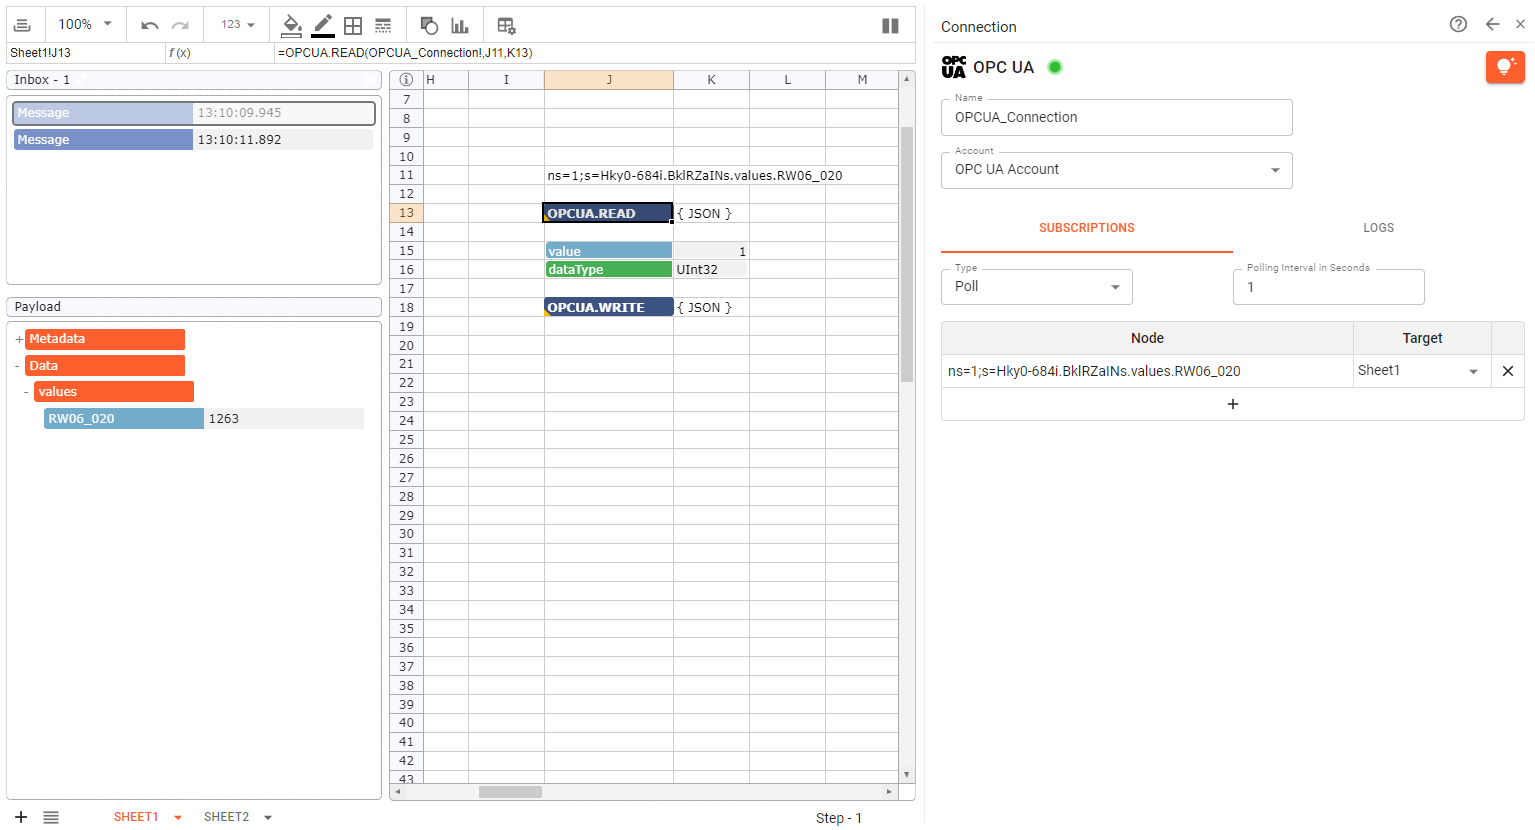 100%
123
Sheet1!J13
f (x)
=OPCUA.READ(OPCUA_Connection!,J11,K13)
Inbox - 1
Message 13:10:09.945
Message 13:10:11.892
Payload
+ Metadata
- Data
- values
RW06_020 1263
H I J K L M
7
8
9
10
11 ns=1;s=Hky0-684i.BklRZaINs.values.RW06_020
12
13 OPCUA.READ { JSON }
14
15 value 1
16 dataType UInt32
17
18 OPCUA.WRITE { JSON }
19
20
21
22
23
24
25
26
27
28
29
30
31
32
33
34
35
36
37
38
39
40
41
42
43
SHEET1 SHEET2 Step - 1
Connection
OPC UA OPC UA
Name
OPCUA_Connection
Account
OPC UA Account
SUBSCRIPTIONS LOGS
Type
Poll
Polling Interval in Seconds
1
Node Target
ns=1;s=Hky0-684i.BklRZaINs.values.RW06_020 Sheet1
+